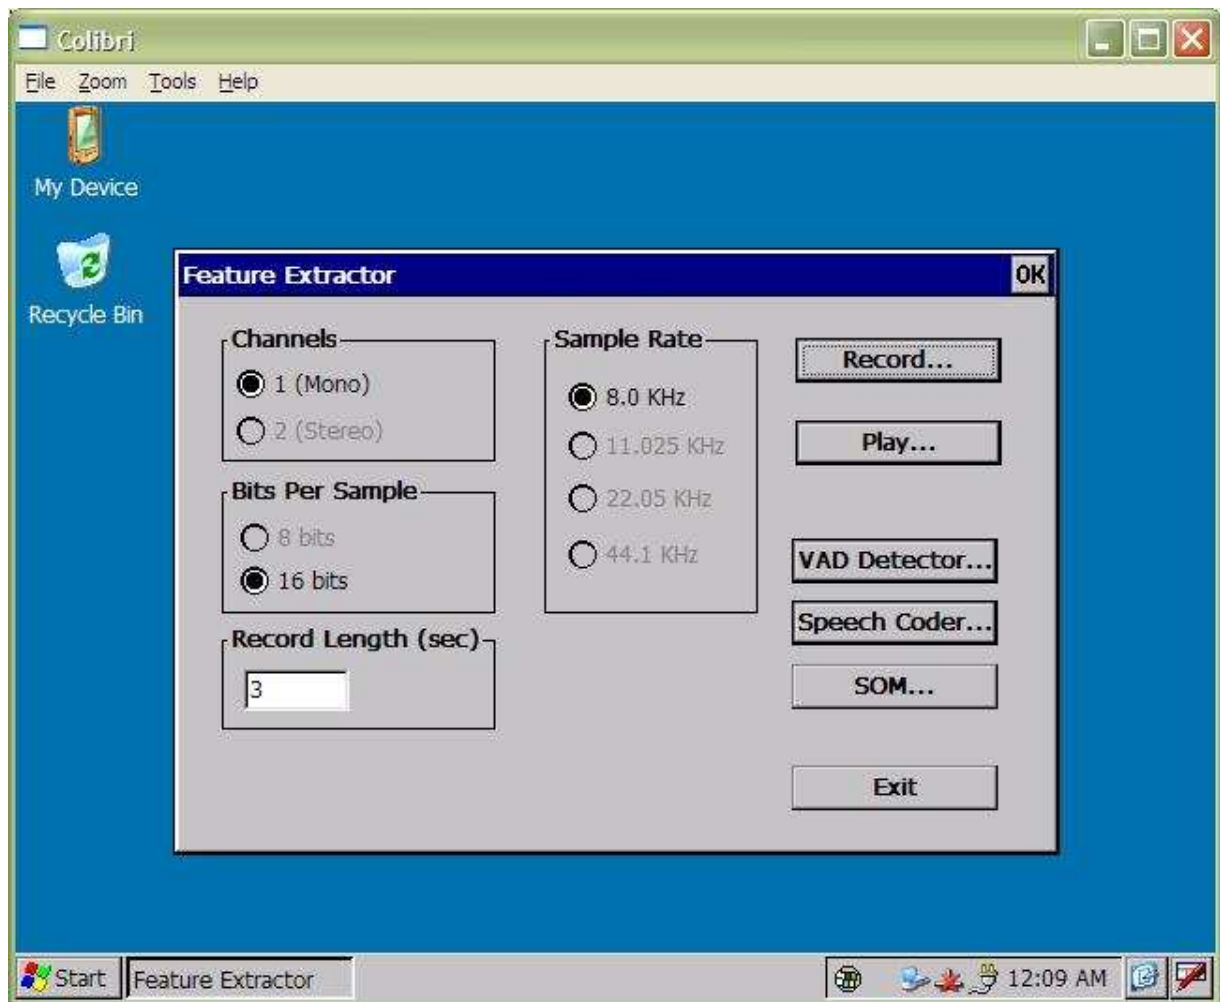 Colibri
File Zoom Tools Help
My Device
Recycle Bin
Feature Extractor OK
Channels
1 (Mono)
2 (Stereo)
Bits Per Sample
8 bits
16 bits
Record Length (sec)
3
Sample Rate
8.0 KHz
11.025 KHz
22.05 KHz
44.1 KHz
Record...
Play...
VAD Detector...
Speech Coder...
SOM...
Exit
Start Feature Extractor 12:09 AM